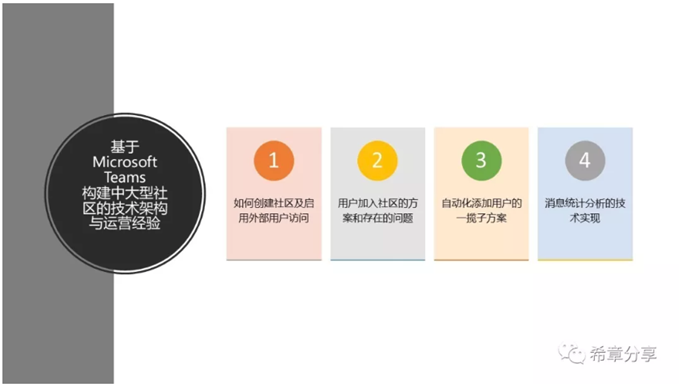 基于
Microsoft
Teams
构建中大型社
区的技术架构
与运营经验
1
如何创建社区及启
用外部用户访问
2
用户加入社区的方
案和存在的问题
3
自动化添加用户的
一揽子方案
4
消息统计分析的技
术实现
希章分享